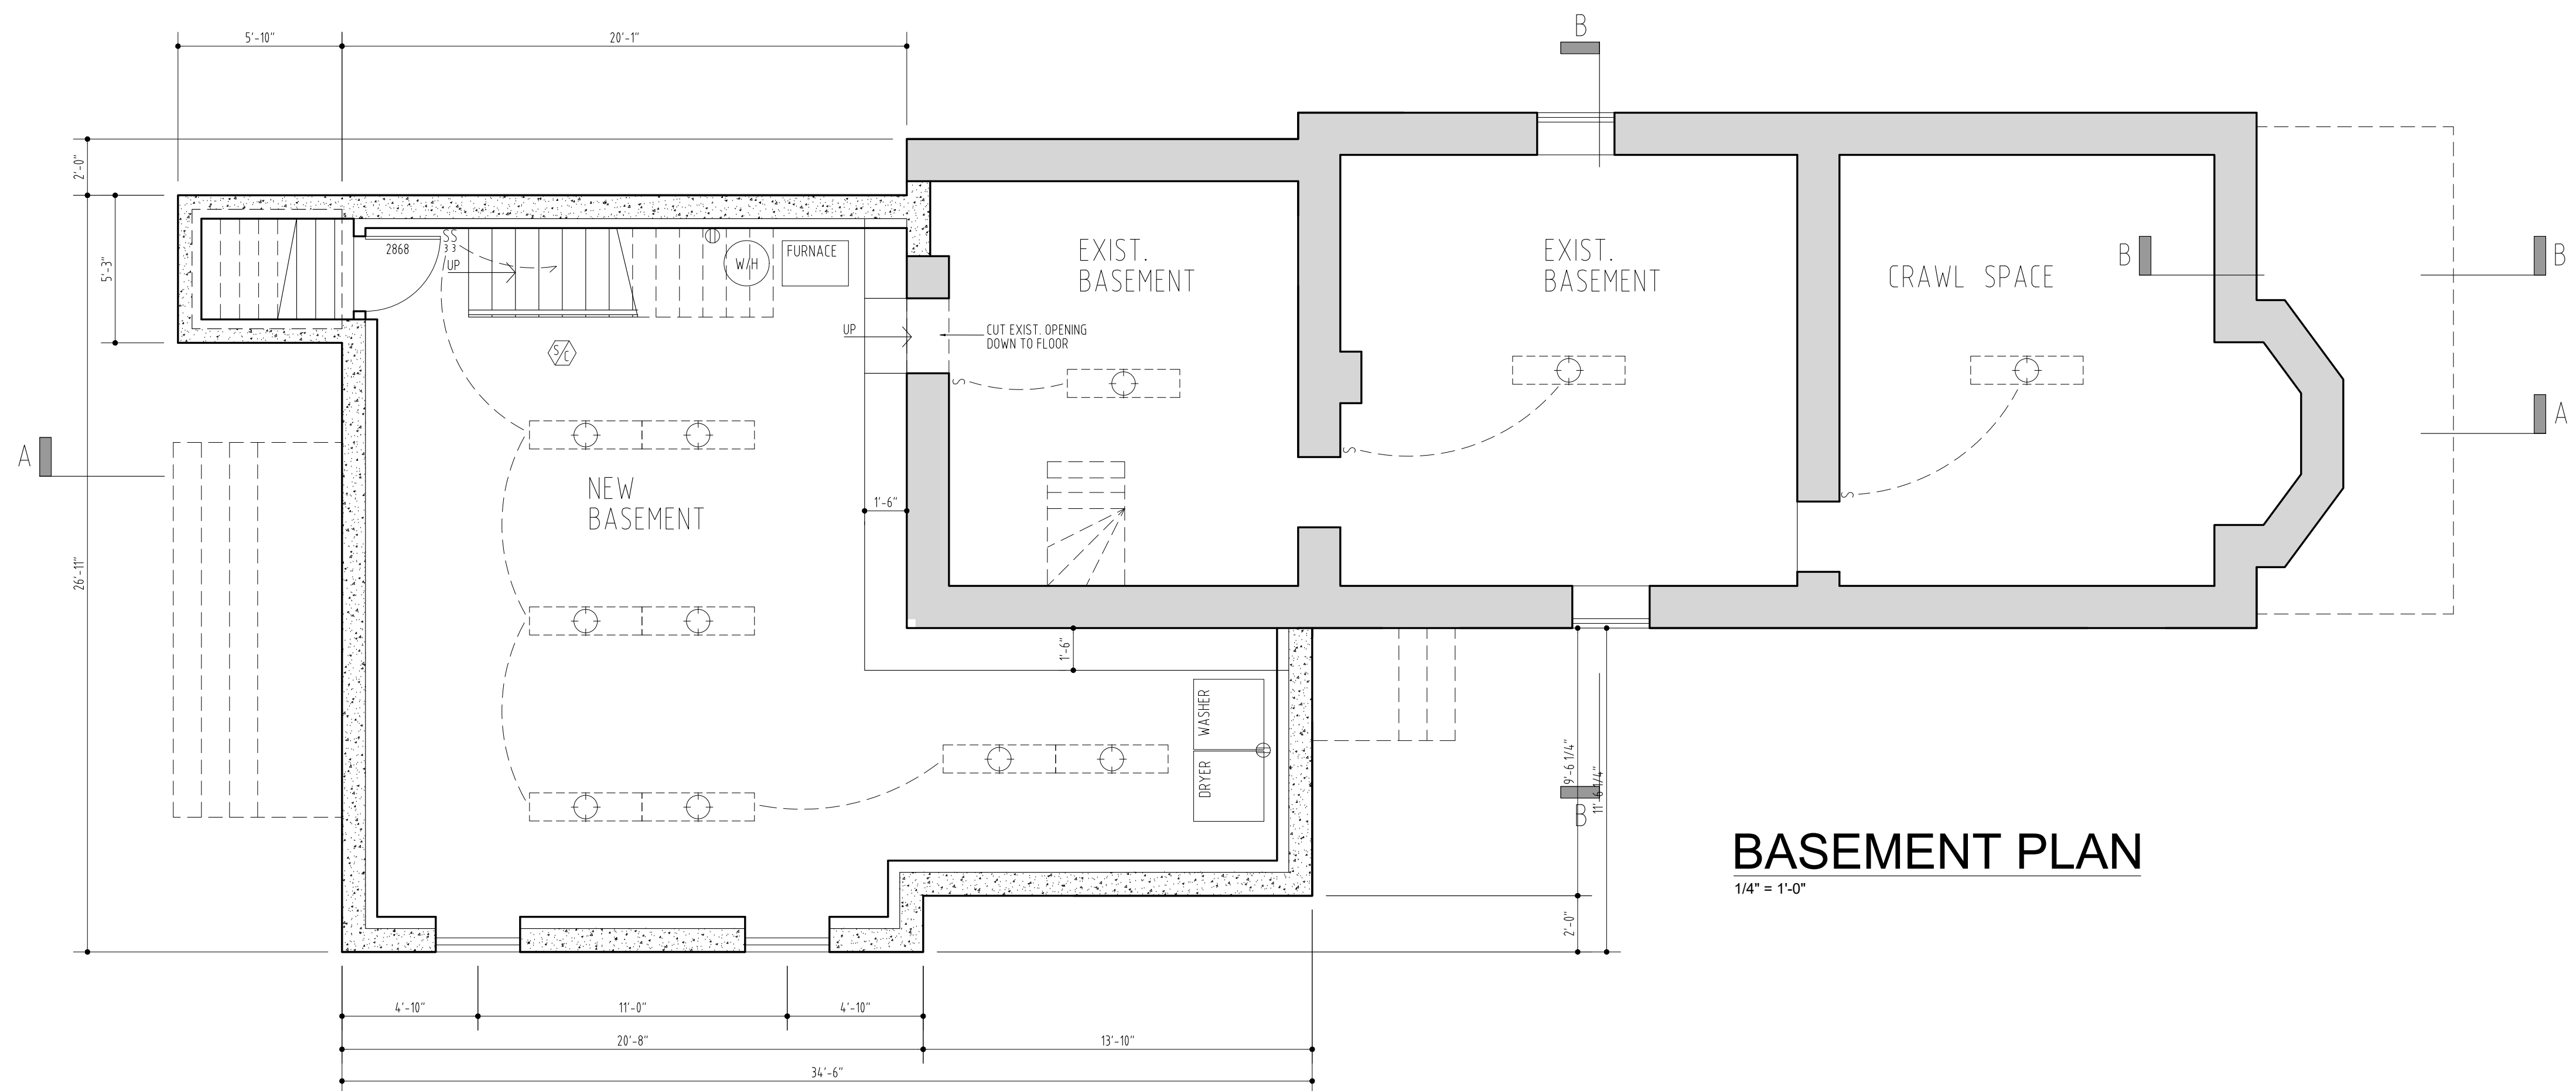 B
5'-10"
20'-1"
2'-0"
5'-3"
26'-11"
2868
SS
33
UP
W/H
FURNACE
EXIST.
BASEMENT
EXIST.
BASEMENT
CRAWL SPACE
B
B
UP
CUT EXIST. OPENING
DOWN TO FLOOR
S/C
S
A
A
S
NEW
BASEMENT
1'-6"
S
1'-6"
WASHER
DRYER
9'-6 1/4"
11'-6 1/4"
B
2'-0"
BASEMENT PLAN
1/4" = 1'-0"
4'-10"
11'-0"
4'-10"
20'-8"
13'-10"
34'-6"